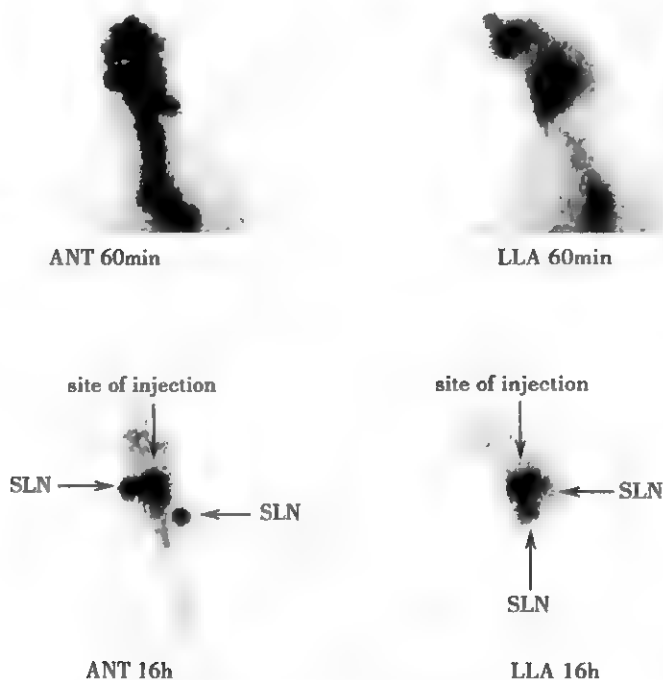 ANT 60min
LLA 60min
site of injection
site of injection
SLN
SLN
SLN
SLN
ANT 16h
LLA 16h